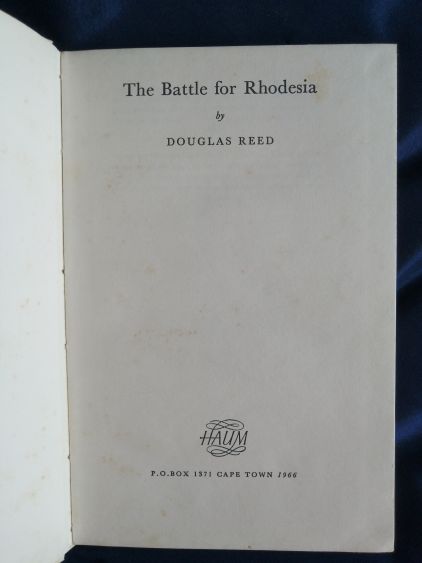 The Battle for Rhodesia
by
DOUGLAS REED
HAUM
P.O.BOX 1371 CAPE TOWN 1966